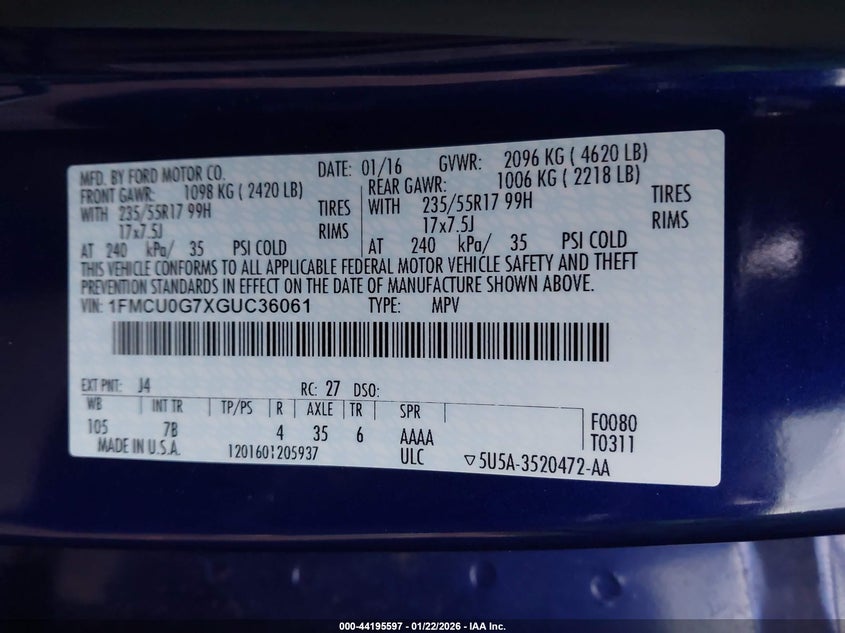 MFD. BY FORD MOTOR CO. DATE: 01/16 GVWR: 2096 KG ( 4620 LB)
FRONT GAWR: 1098 KG ( 2420 LB) REAR GAWR: 1006 KG ( 2218 LB)
WITH 235/55R17 99H TIRES WITH 235/55R17 99H TIRES
17x7.5J RIMS 17x7.5J RIMS
AT 240 kPa/ 35 PSI COLD AT 240 kPa/ 35 PSI COLD
THIS VEHICLE CONFORMS TO ALL APPLICABLE FEDERAL MOTOR VEHICLE SAFETY AND THEFT
PREVENTION STANDARDS IN EFFECT ON THE DATE OF MANUFACTURE SHOWN ABOVE.
VIN: 1FMCU0G7XGUC36061 TYPE: MPV
EXT PNT: J4 RC: 27 DSO:
WB INT TR TP/PS R AXLE TR SPR F0080
105 7B 4 35 6 AAAA T0311
MADE IN U.S.A. 1201601205937 ULC ▽5U5A-3520472-AA
000-44195597 - 01/22/2026 - IAA Inc.